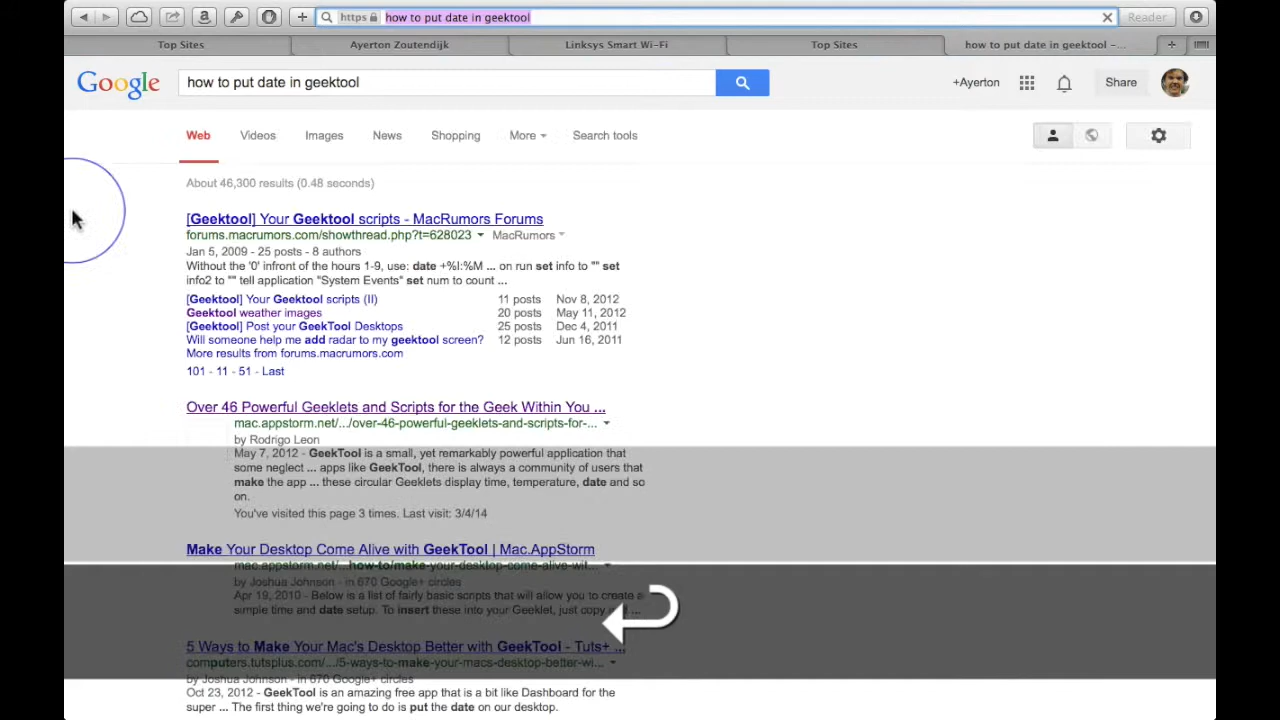 https how to put date in geektool Reader
Top Sites Ayerton Zoutendijk Linksys Smart Wi-Fi Top Sites how to put date in geektool –...
Google how to put date in geektool +Ayerton Share
Web Videos Images News Shopping More Search tools
About 46,300 results (0.48 seconds)
[Geektool] Your Geektool scripts - MacRumors Forums
forums.macrumors.com/showthread.php?t=628023 MacRumors
Jan 5, 2009 - 25 posts - 8 authors
Without the '0' infront of the hours 1-9, use: date +%l:%M ... on run set info to "" set
info2 to "" tell application "System Events" set num to count ...
[Geektool] Your Geektool scripts (II) 11 posts Nov 8, 2012
Geektool weather images 20 posts May 11, 2012
[Geektool] Post your GeekTool Desktops 25 posts Dec 4, 2011
Will someone help me add radar to my geektool screen? 12 posts Jun 16, 2011
More results from forums.macrumors.com
101 - 11 - 51 - Last
Over 46 Powerful Geeklets and Scripts for the Geek Within You ...
mac.appstorm.net/.../over-46-powerful-geeklets-and-scripts-for-...
by Rodrigo Leon
May 7, 2012 - GeekTool is a small, yet remarkably powerful application that
some neglect ... apps like GeekTool, there is always a community of users that
make the app ... these circular Geeklets display time, temperature, date and so
on.
You've visited this page 3 times. Last visit: 3/4/14
Make Your Desktop Come Alive with GeekTool | Mac.AppStorm
mac.appstorm.net/...how-to/make-your-desktop-come-alive-wit...
by Joshua Johnson - in 670 Google+ circles
Apr 19, 2010 - Below is a list of fairly basic scripts that will allow you to create a
simple time and date setup. To insert these into your Geeklet, just copy ...
5 Ways to Make Your Mac's Desktop Better with GeekTool - Tuts+ ...
computers.tutsplus.com/.../5-ways-to-make-your-macs-desktop-better-wi...
by Joshua Johnson - in 670 Google+ circles
Oct 23, 2012 - GeekTool is an amazing free app that is a bit like Dashboard for the
super ... The first thing we're going to do is put the date on our desktop.